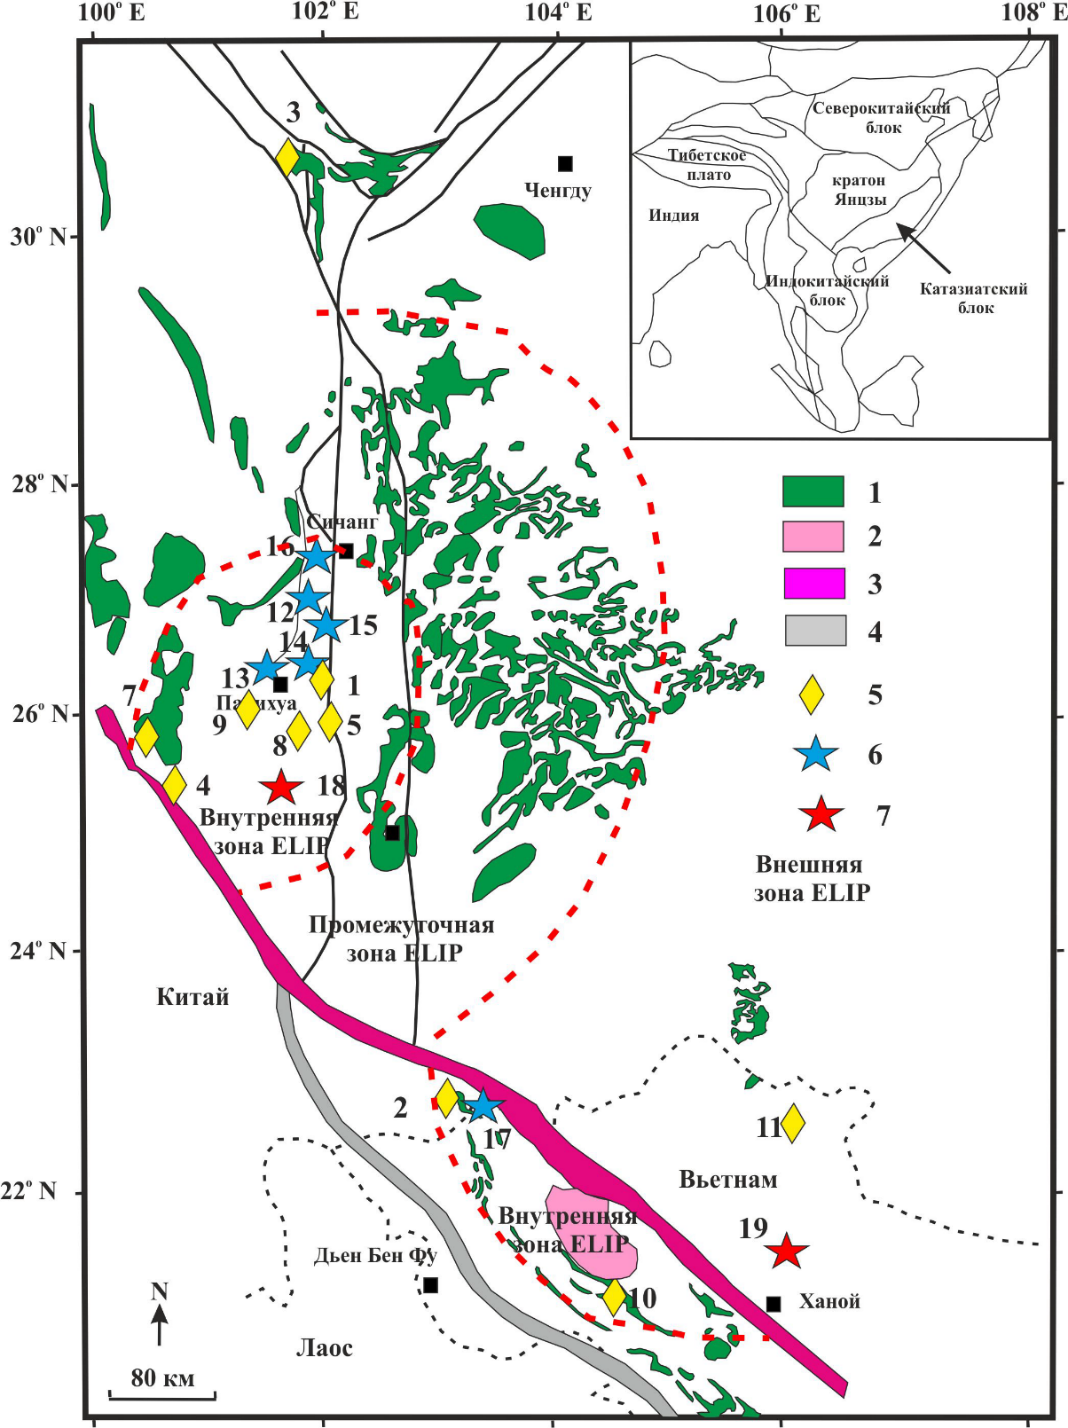 100° E 102° E 104° E 106° E 108° E
3
Ченгду
30° N
Северокитайский
блок
Тибетское
плато
кратон
Янцзы
Индия
Индокитайский
блок
Катазиатский
блок
28° N
Сичанг
16
12
15
14
13
1
7
9
8
5
26° N
4
18
Внутренняя
зона ELIP
1
2
3
4
5
6
7
Внешняя
зона ELIP
Промежуточная
зона ELIP
24° N
Китай
2
17
11
Вьетнам
22° N
Внутренняя
зона ELIP
19
Дьен Бен Фу
10
Ханой
N
Лаос
80 км